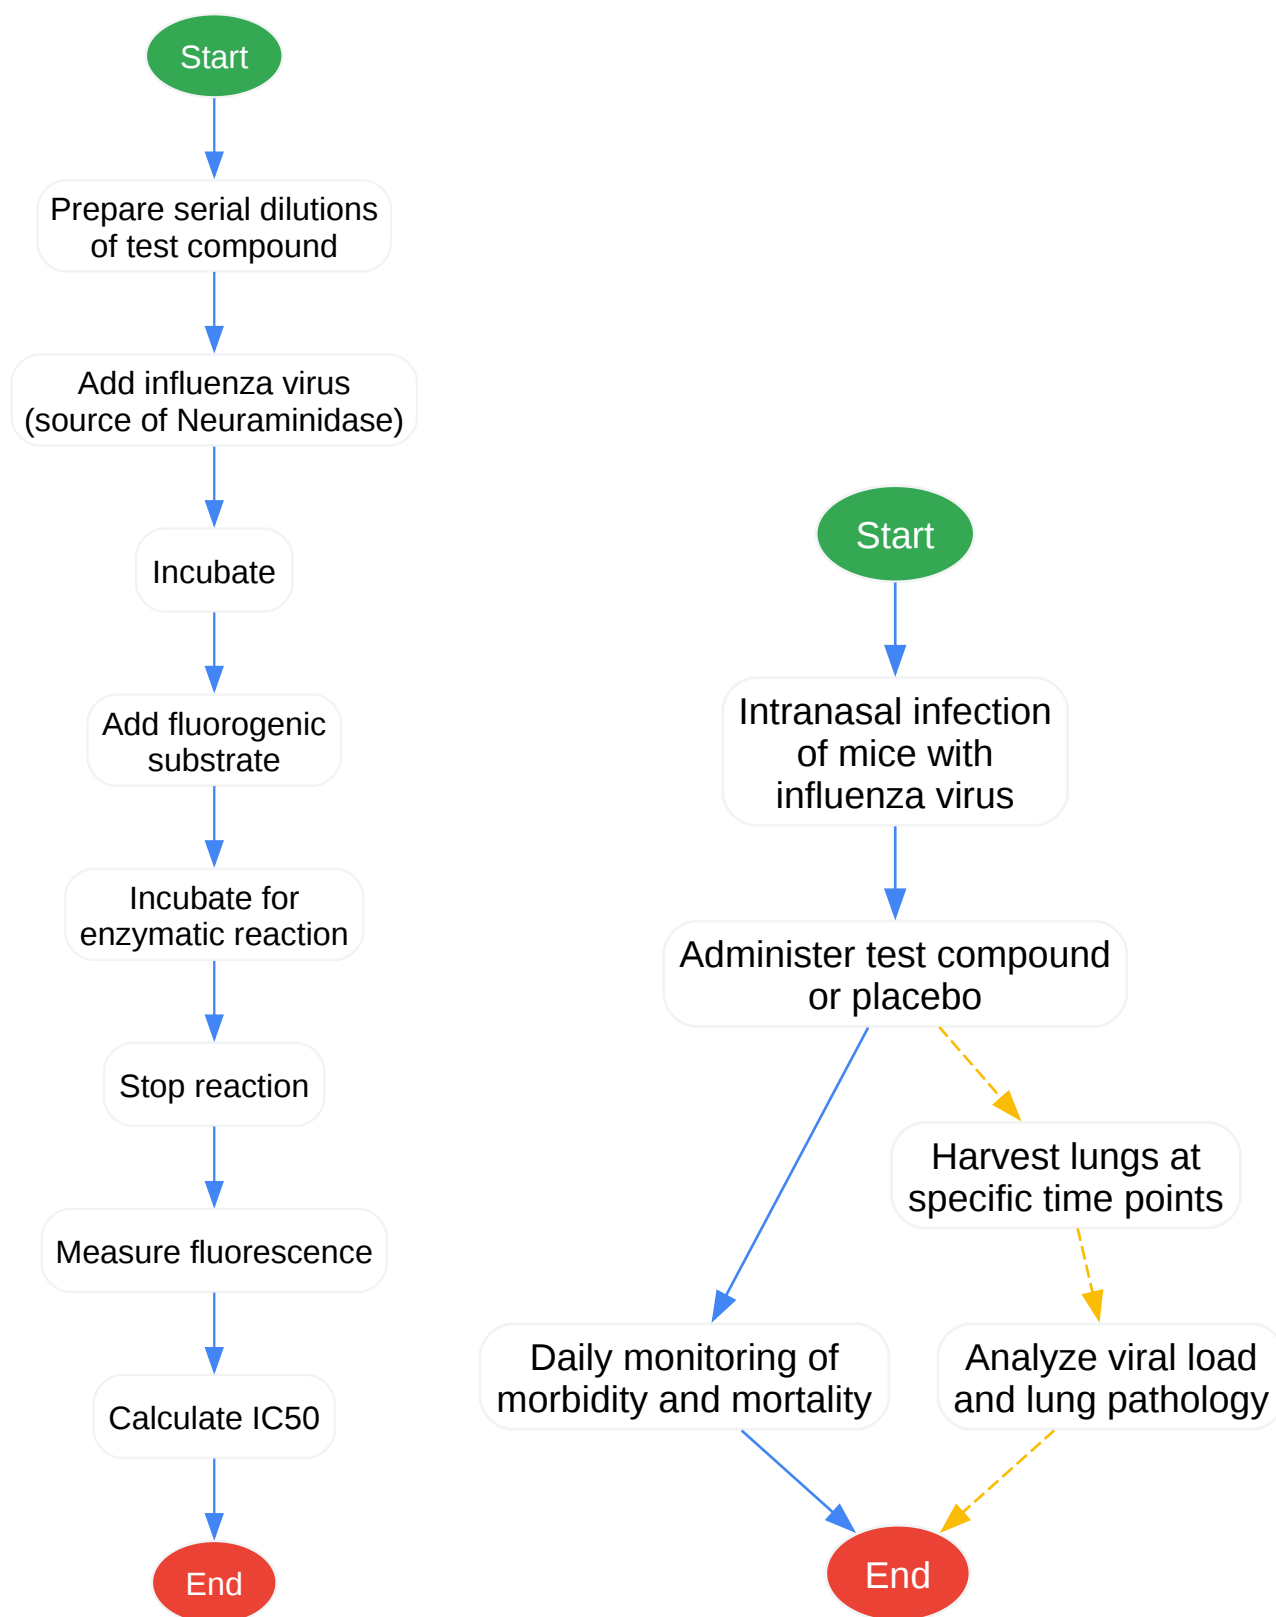 Start
Prepare serial dilutions
of test compound
Add influenza virus
(source of Neuraminidase)
Incubate
Add fluorogenic
substrate
Incubate for
enzymatic reaction
Stop reaction
Measure fluorescence
Calculate IC50
End
Start
Intranasal infection
of mice with
influenza virus
Administer test compound
or placebo
Harvest lungs at
specific time points
Daily monitoring of
morbidity and mortality
Analyze viral load
and lung pathology
End